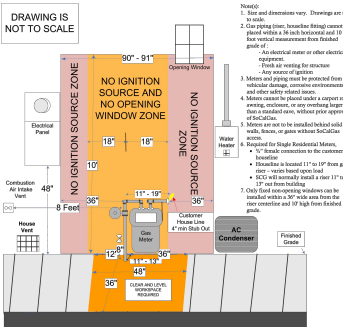 DRAWING IS
NOT TO SCALE
90" - 91"
Opening Window
NO IGNITION SOURCE ZONE
NO IGNITION
SOURCE AND
NO OPENING
WINDOW ZONE
NO IGNITION SOURCE
ZONE
18"
18"
Electrical
Panel
Water
Heater
10'
Combustion
Air Intake
Vent
48"
36"
11" - 19"
36"
8 Feet
House
Vent
Customer
House Line
4" min Stub Out
Gas
Meter
8"
12"
36"
11" - 13"
48"
AC
Condenser
Finished
Grade
36"
CLEAR AND LEVEL
WORKSPACE
REQUIRED
Note(s):
1. Size and dimensions vary. Drawings are
to scale.
2. Gas piping (riser, houseline fitting) cannot
placed within a 36" horizontal and 10
foot vertical measurement from finished
grade of :
- An electrical meter or other electric
equipment.
- Fresh air venting for structure
- Any source of ignition
3. Meters and piping must be protected from
vehicular damage, corrosive environments
and other safety related issues.
4. Meters cannot be placed under a carport
awning, enclosure, or any overhang larger
than a standard eave, without prior approv
of SoCalGas.
5. Meters are not to be installed behind solid
walls, fences, or gates without SoCalGas
access.
6. Required for Single Residential Meters,
• ¾" female connection to the customer
houseline
• Houseline is located 11" to 19" from g
riser – varies based upon load
• SCG will normally install a riser 11" t
13" out from building
7. Only fixed non-opening windows can be
installed within a 36" wide area from the
riser centerline and 10' high from finished
grade.